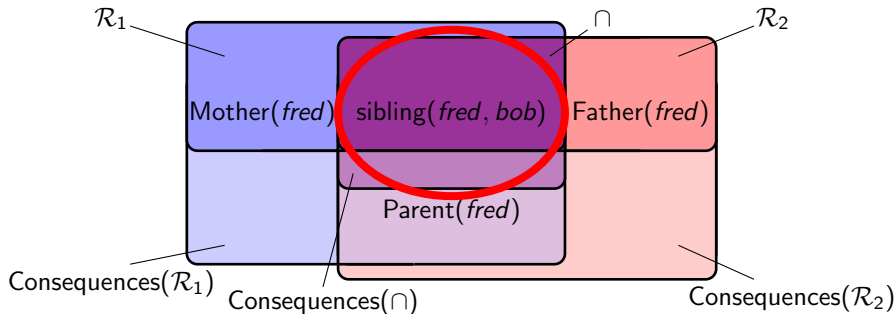 ℛ₁ ∩ ℛ₂
Mother(fred) sibling(fred, bob) Father(fred)
Parent(fred)
Consequences(ℛ₁) Consequences(∩) Consequences(ℛ₂)